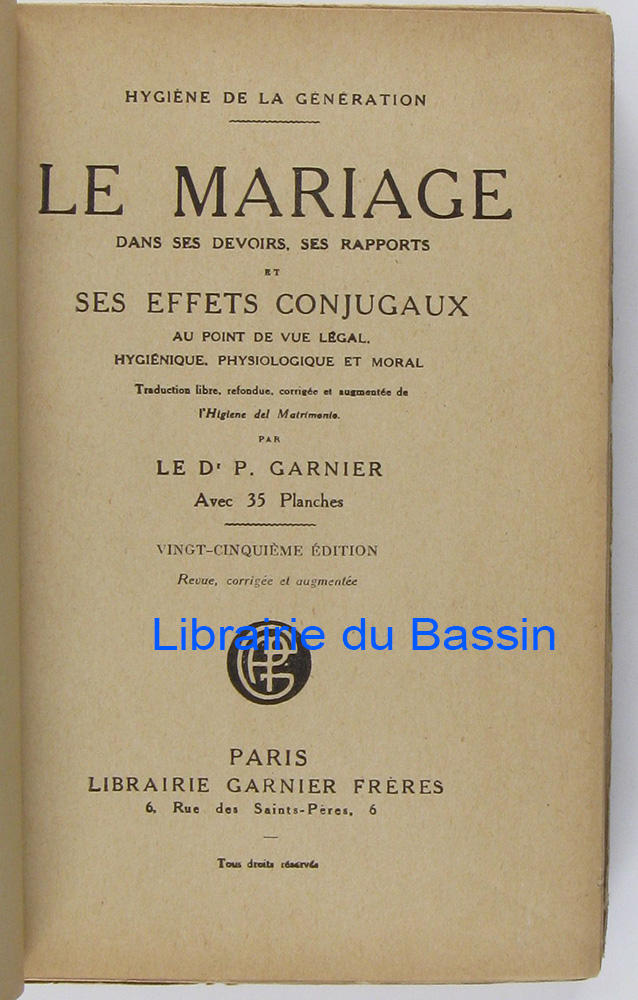 HYGIÈNE DE LA GÉNÉRATION
LE MARIAGE
DANS SES DEVOIRS, SES RAPPORTS
ET
SES EFFETS CONJUGAUX
AU POINT DE VUE LÉGAL,
HYGIÉNIQUE, PHYSIOLOGIQUE ET MORAL
Traduction libre, refondue, corrigée et augmentée de
l'Higiene del Matrimonio.
PAR
LE Dr P. GARNIER
Avec 35 Planches
VINGT-CINQUIÈME ÉDITION
Revue, corrigée et augmentée
Librairie du Bassin
PARIS
LIBRAIRIE GARNIER FRÈRES
6, Rue des Saints-Pères, 6
Tous droits réservés